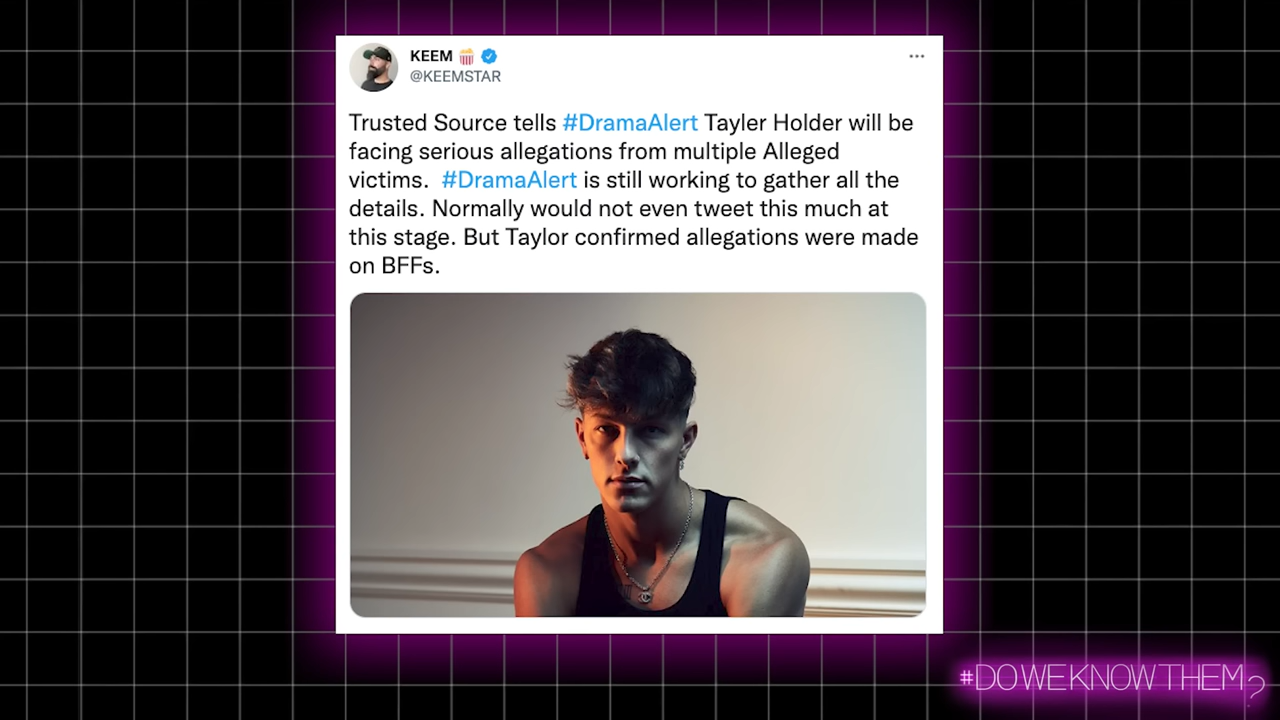 KEEM 🍿
@KEEMSTAR
Trusted Source tells #DramaAlert Tayler Holder will be
facing serious allegations from multiple Alleged
victims.  #DramaAlert is still working to gather all the
details. Normally would not even tweet this much at
this stage. But Taylor confirmed allegations were made
on BFFs.
#DOWEKNOWTHEM?